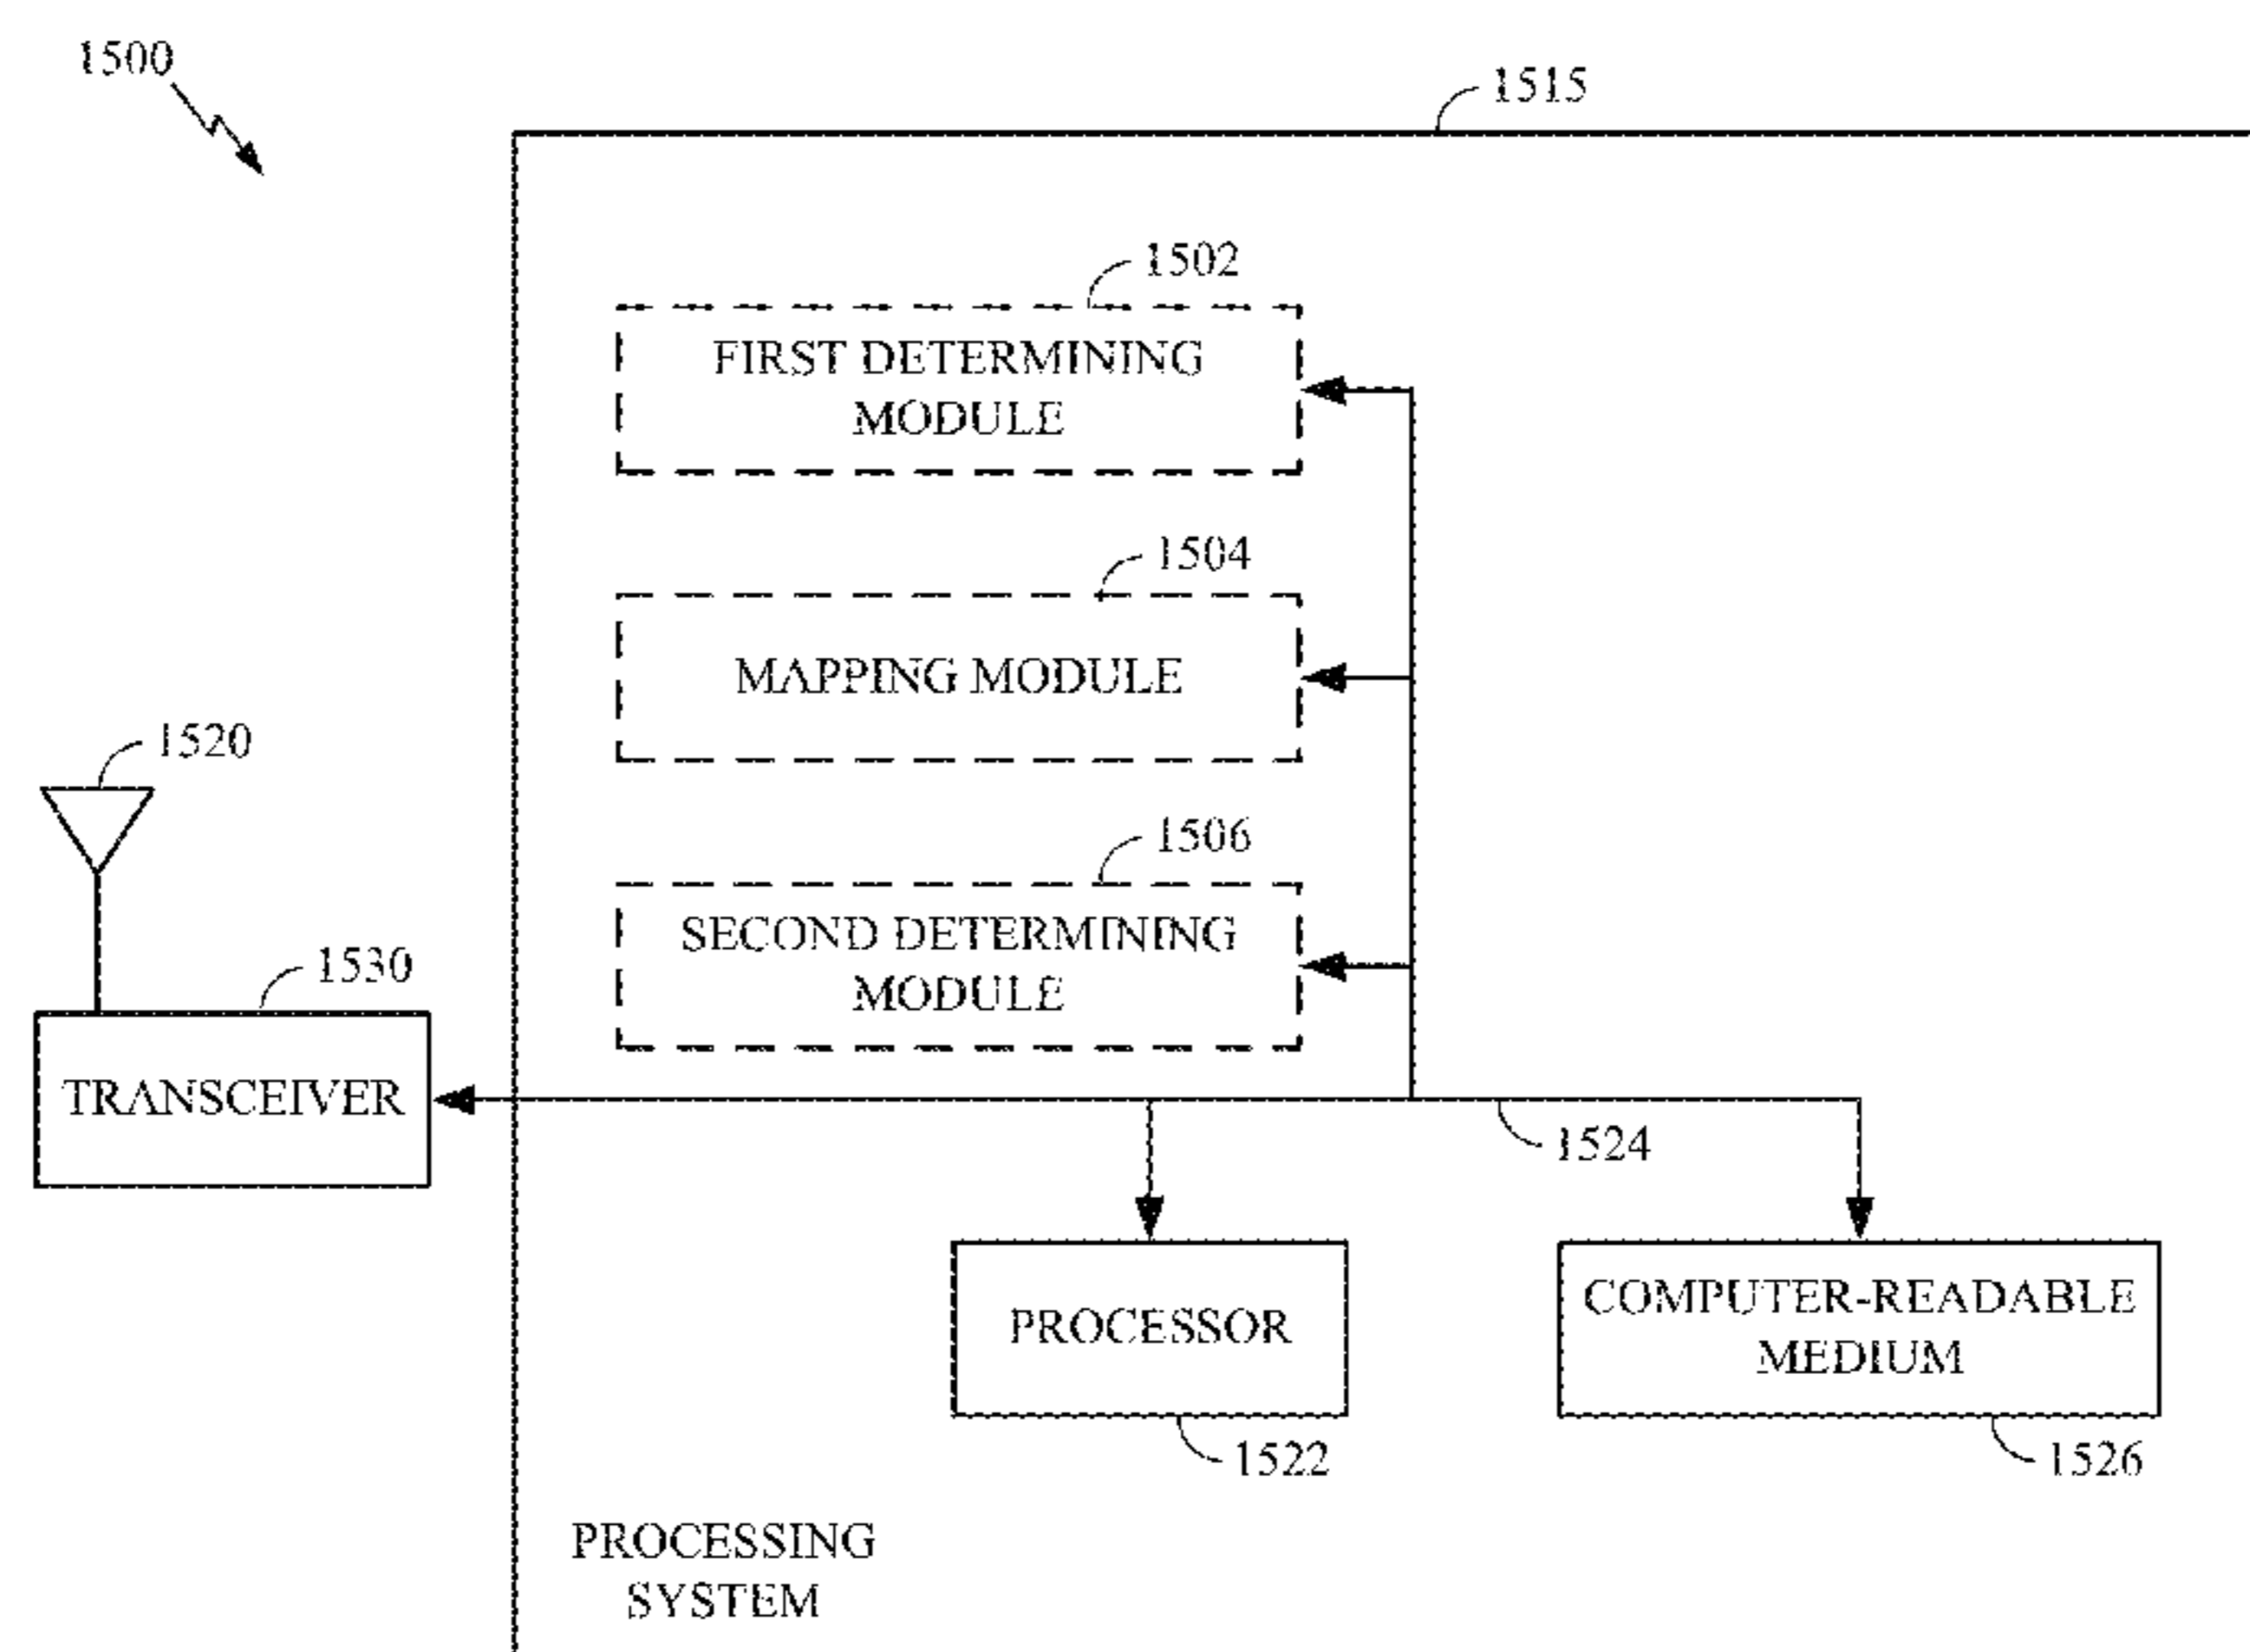 1500
1515
1502
FIRST DETERMINING
MODULE
1504
MAPPING MODULE
1520
1506
SECOND DETERMINING
MODULE
1530
TRANSCEIVER
1524
PROCESSOR
COMPUTER-READABLE
MEDIUM
1522
1526
PROCESSING
SYSTEM